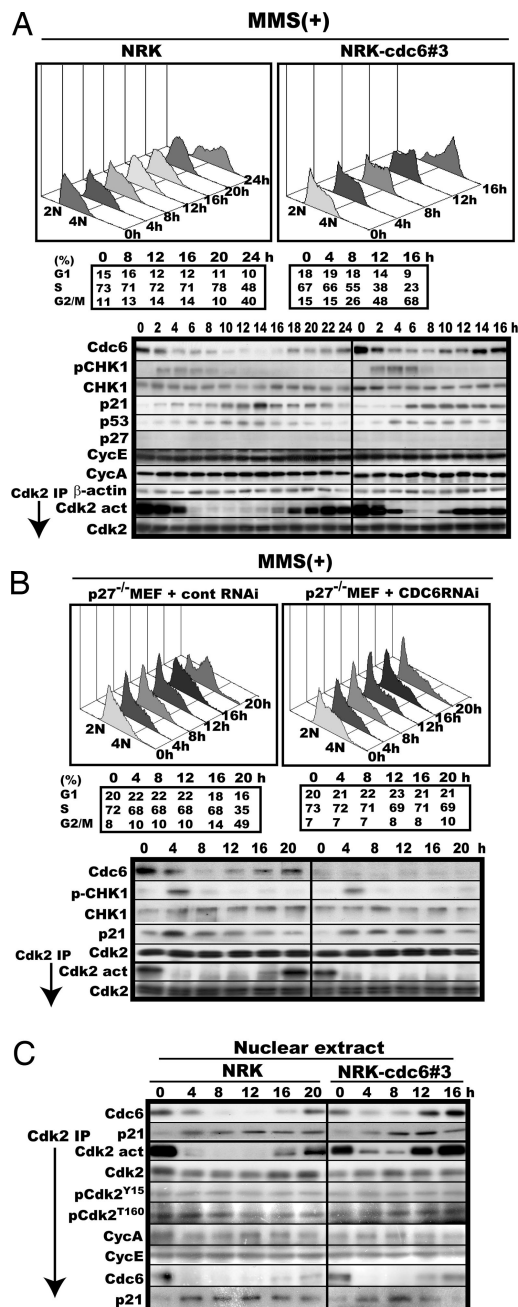 A
MMS(+)
NRK NRK-cdc6#3
2N 4N 0h 4h 8h 12h 16h 20h 24h
2N 4N 0h 4h 8h 12h 16h
(%) 0 8 12 16 20 24 h 0 4 8 12 16 h
G1 15 16 12 12 11 10 18 19 18 14 9
S 73 71 72 71 78 48 67 66 55 38 23
G2/M 11 13 14 14 10 40 15 15 26 48 68
0 2 4 6 8 10 12 14 16 18 20 22 24 0 2 4 6 8 10 12 14 16 h
Cdc6
pCHK1
CHK1
p21
p53
p27
CycE
CycA
Cdk2 IP β-actin
Cdk2 act
Cdk2
B
MMS(+)
p27-/-MEF + cont RNAi p27-/-MEF + CDC6RNAi
2N 4N 0h 4h 8h 12h 16h 20h
2N 4N 0h 4h 8h 12h 16h 20h
(%) 0 4 8 12 16 20 h 0 4 8 12 16 20 h
G1 20 22 22 22 18 16 20 21 22 23 21 21
S 72 68 68 68 68 35 73 72 71 69 71 69
G2/M 8 10 10 10 14 49 7 7 7 8 8 10
0 4 8 12 16 20 0 4 8 12 16 20 h
Cdc6
p-CHK1
CHK1
p21
Cdk2 IP Cdk2
Cdk2 act
Cdk2
C
Nuclear extract
NRK NRK-cdc6#3
0 4 8 12 16 20 0 4 8 12 16 h
Cdc6
Cdk2 IP p21
Cdk2 act
Cdk2
pCdk2Y15
pCdk2T160
CycA
CycE
Cdc6
p21